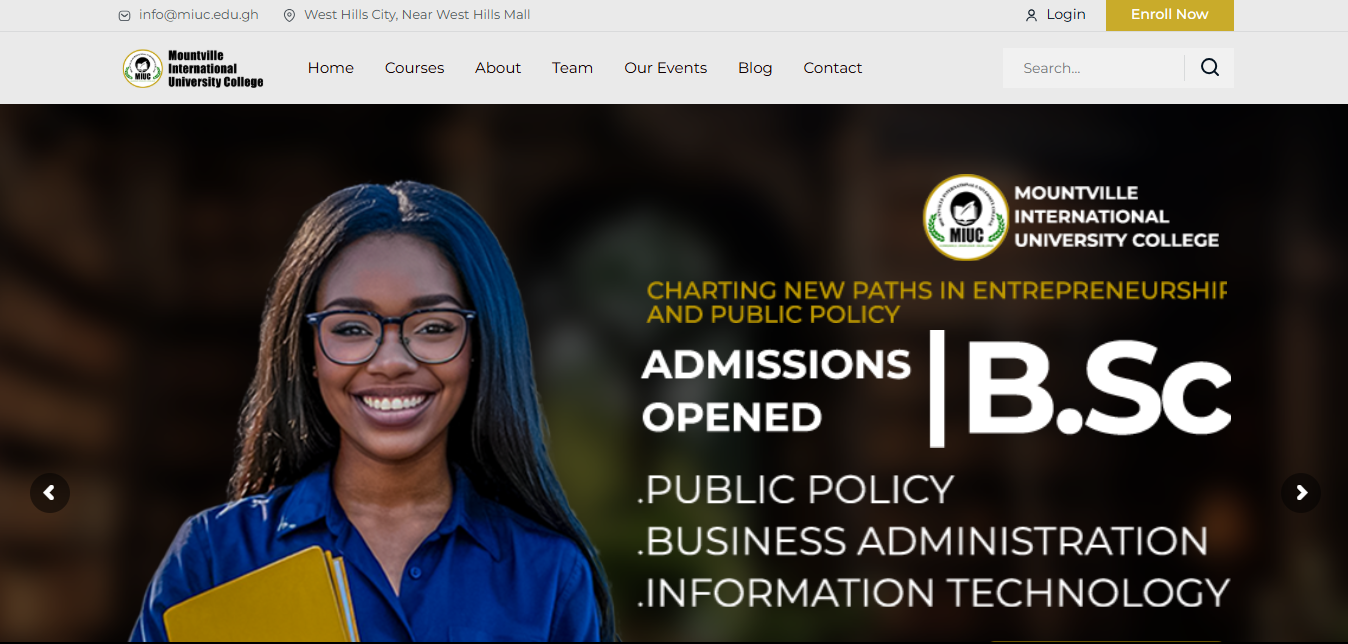 info@miuc.edu.gh
West Hills City, Near West Hills Mall
Login
Enroll Now
MIUC
Mountville
International
University College
Home
Courses
About
Team
Our Events
Blog
Contact
Search...
MIUC
MOUNTVILLE
INTERNATIONAL
UNIVERSITY COLLEGE
CHARTING NEW PATHS IN ENTREPRENEURSHIP
AND PUBLIC POLICY
ADMISSIONS
OPENED
B.Sc
.PUBLIC POLICY
.BUSINESS ADMINISTRATION
.INFORMATION TECHNOLOGY